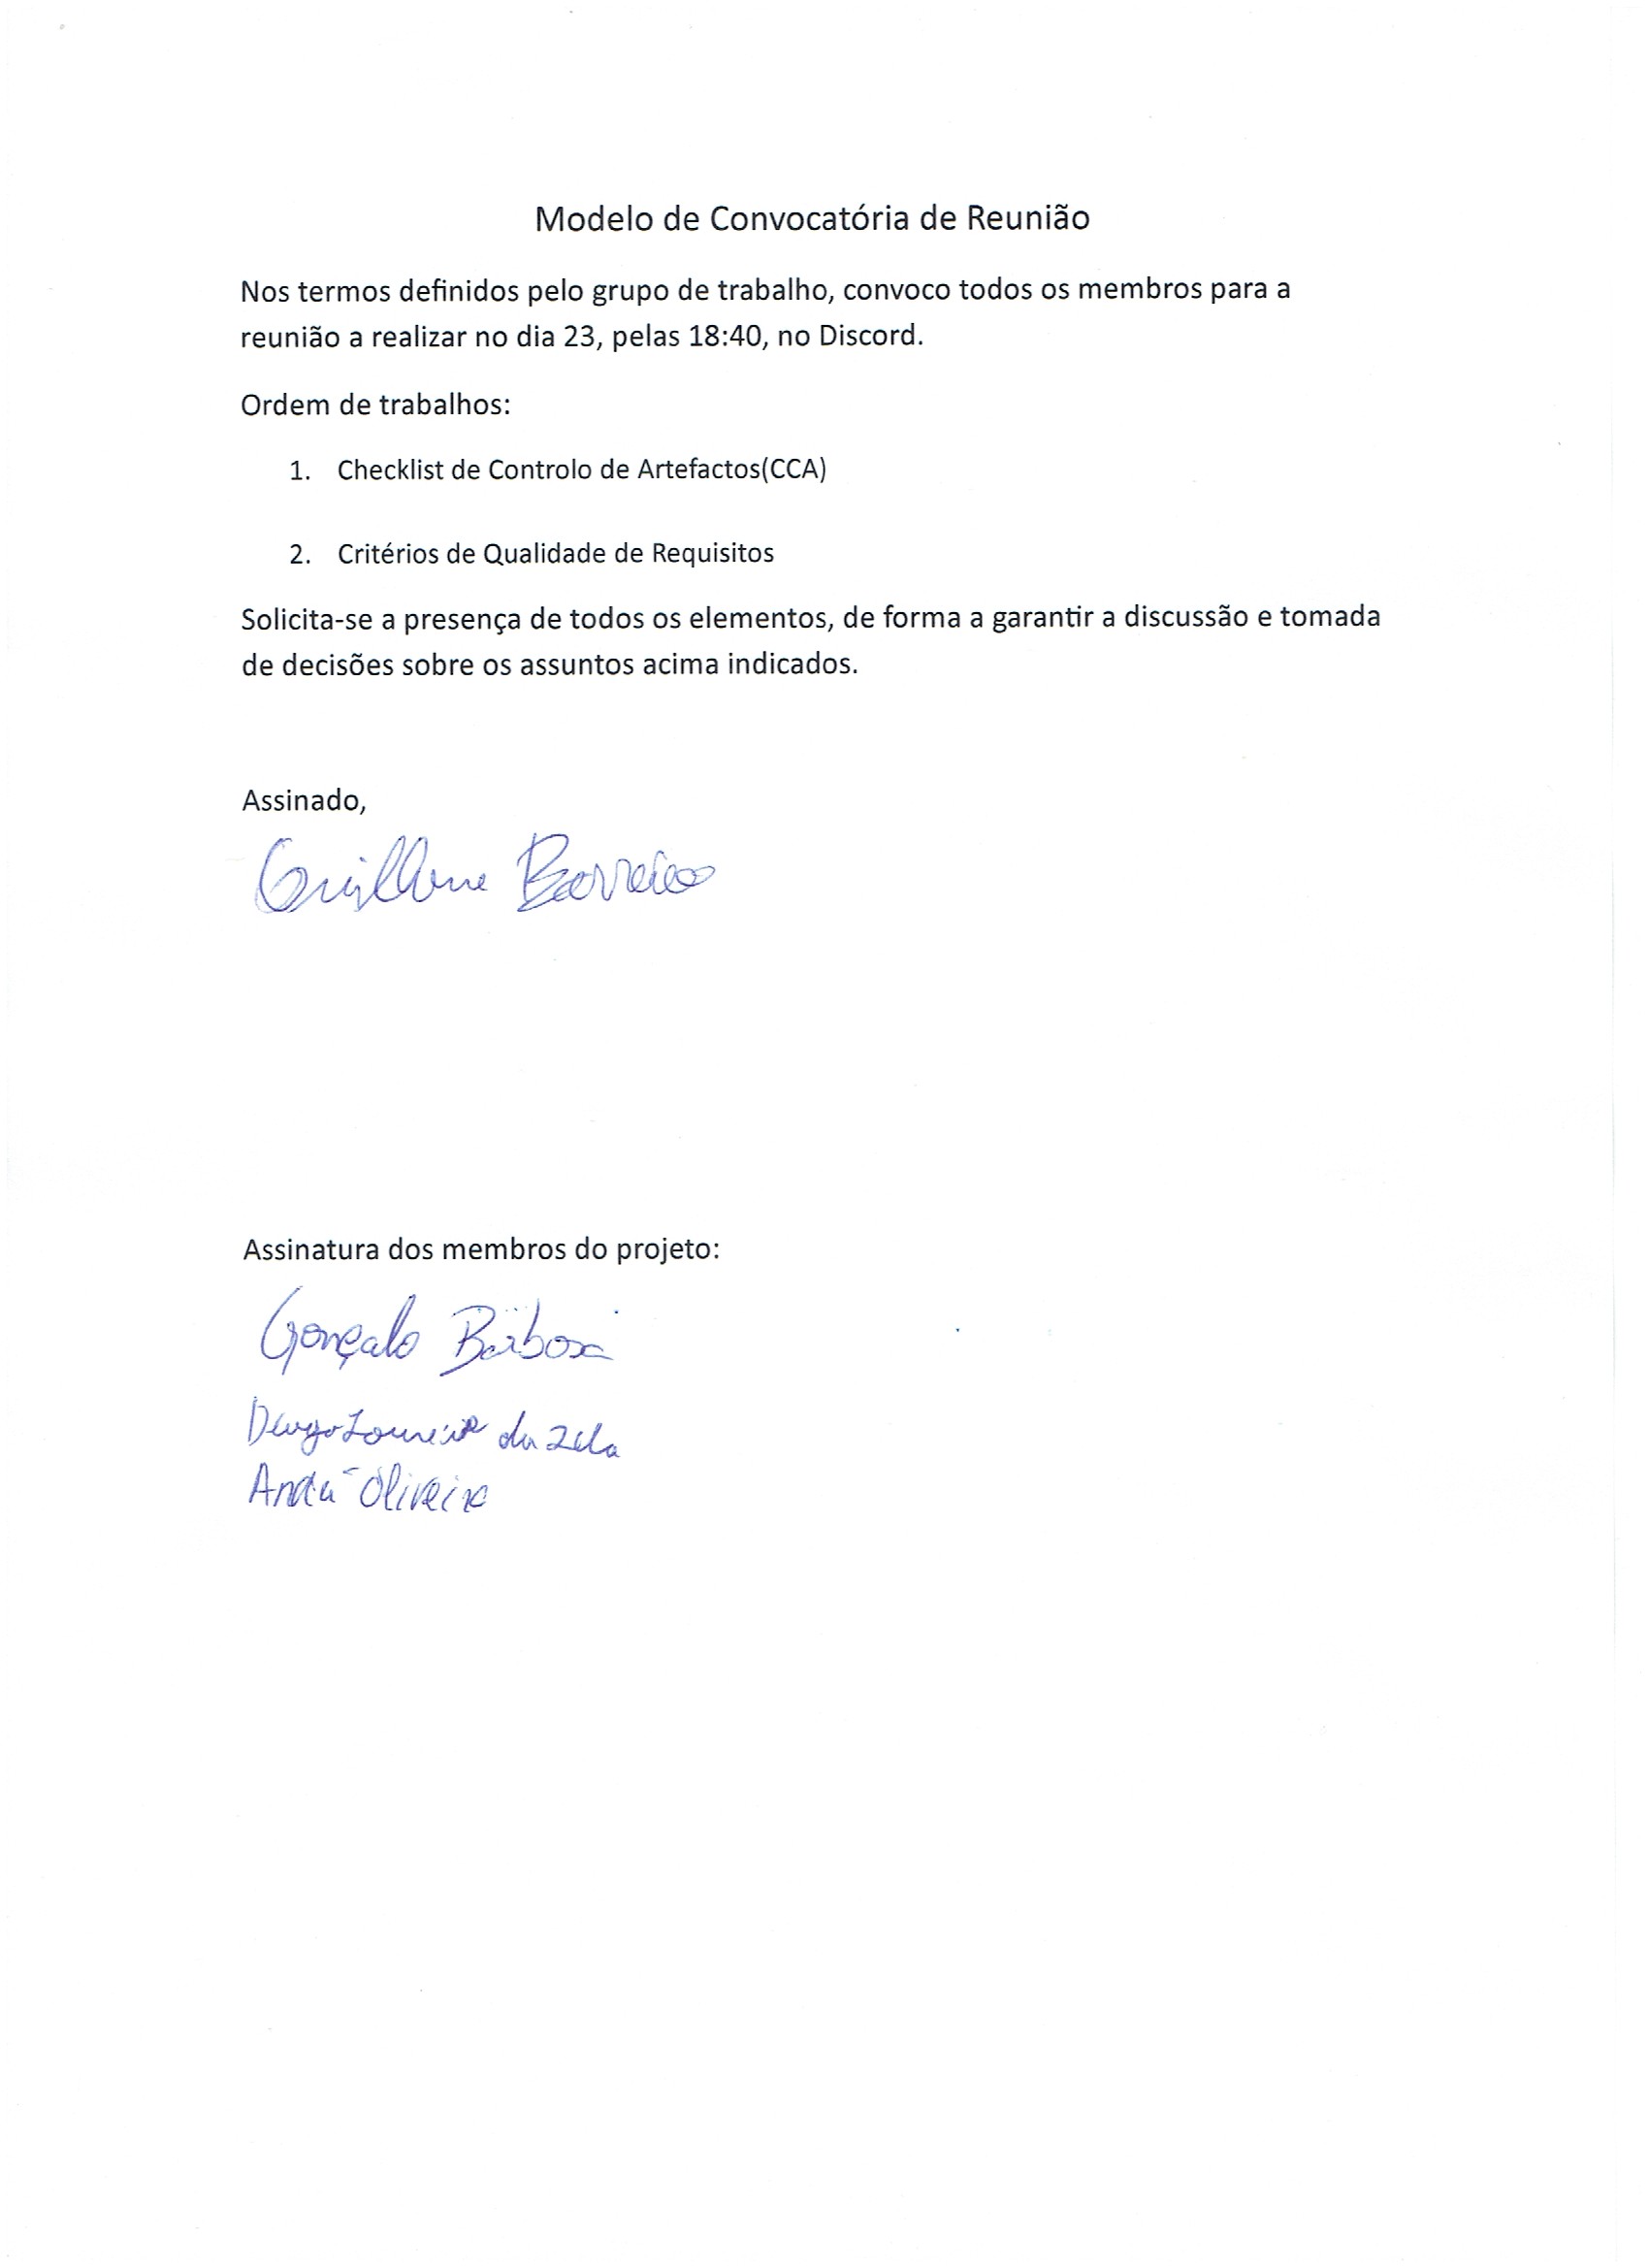 Modelo de Convocatória de Reunião
Nos termos definidos pelo grupo de trabalho, convoco todos os membros para a
reunião a realizar no dia 23, pelas 18:40, no Discord.
Ordem de trabalhos:
1. Checklist de Controlo de Artefactos(CCA)
2. Critérios de Qualidade de Requisitos
Solicita-se a presença de todos os elementos, de forma a garantir a discussão e tomada
de decisões sobre os assuntos acima indicados.
Assinado,
Guilherme
Assinatura dos membros do projeto:
Gonçalo Barbosa
Loureiro da
André Oliveira